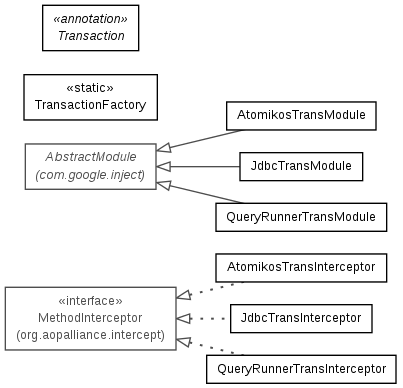 «annotation»
Transaction
«static»
TransactionFactory
AtomikosTransModule
AbstractModule
(com.google.inject)
JdbcTransModule
QueryRunnerTransModule
AtomikosTransInterceptor
«interface»
MethodInterceptor
(org.aopalliance.intercept)
JdbcTransInterceptor
QueryRunnerTransInterceptor